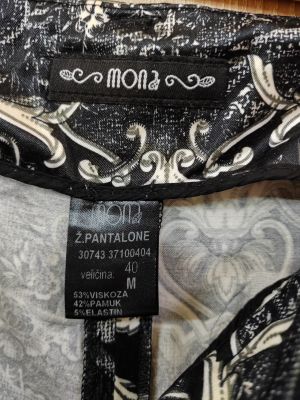 mona
mona
Ž.PANTALONE
30743 37100404
veličina: 40
M
53%VISKOZA
42%PAMUK
5%ELASTIN